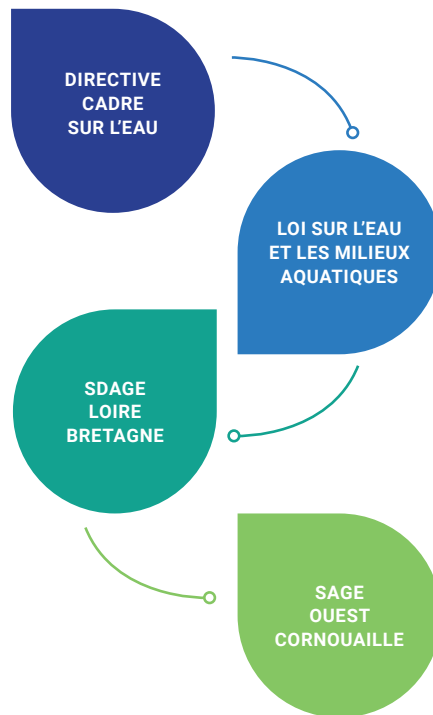 DIRECTIVE
CADRE
SUR L'EAU
LOI SUR L'EAU
ET LES MILIEUX
AQUATIQUES
SDAGE
LOIRE
BRETAGNE
SAGE
OUEST
CORNOUAILLE